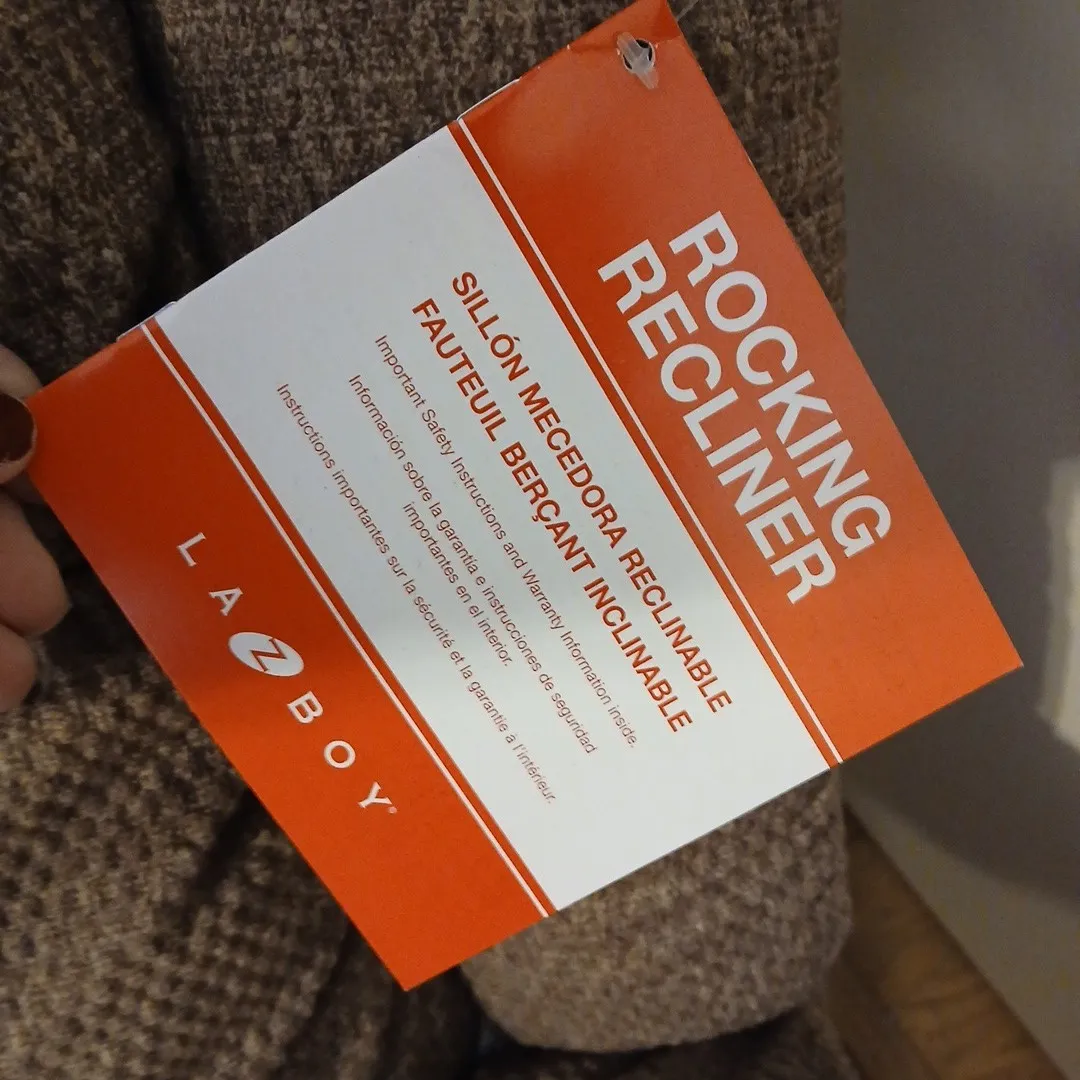 ROCKING
RECLINER
SILLÓN MECEDORA RECLINABLE
FAUTEUIL BERÇANT INCLINABLE
Important Safety Instructions and Warranty Information inside.
Información sobre la garantía e instrucciones de seguridad
importantes en el interior.
Instructions importantes sur la sécurité et la garantie à l'intérieur.
LA Z BOY®